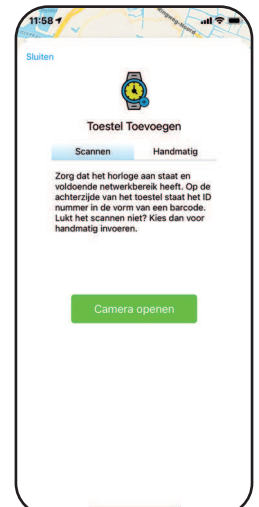 11:58
Ringweg-Noord
Sluiten
Toestel Toevoegen
Scannen Handmatig
Zorg dat het horloge aan staat en
voldoende netwerkbereik heeft. Op de
achterzijde van het toestel staat het ID
nummer in de vorm van een barcode.
Lukt het scannen niet? Kies dan voor
handmatig invoeren.
Camera openen